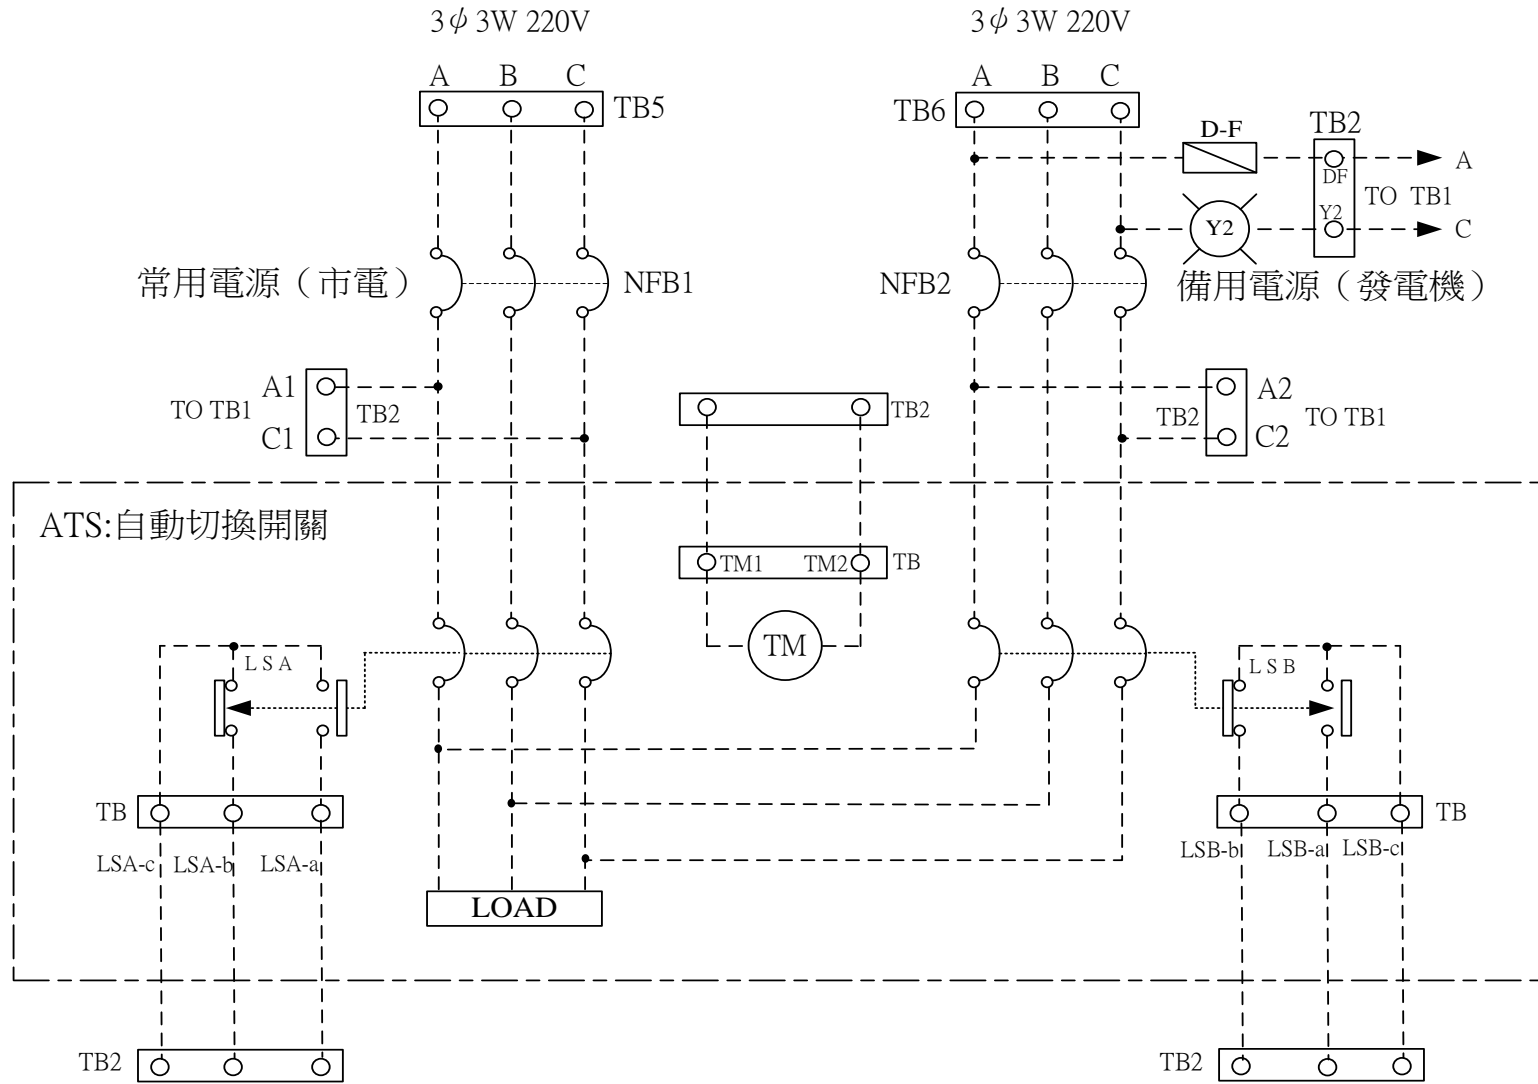 3ϕ 3W 220V
3ϕ 3W 220V
A B C
TB5
A B C
TB6
D-F
TB2
A
DF
TO TB1
Y2
Y2
C
常用電源（市電）
NFB1
NFB2
備用電源（發電機）
A1
TO TB1
TB2
C1
TB2
A2
TB2
TO TB1
C2
ATS:自動切換開關
TM1 TM2
TB
TM
LSA
LSB
TB
TB
LSA-c LSA-b LSA-a
LSB-b LSB-a LSB-c
LOAD
TB2
TB2